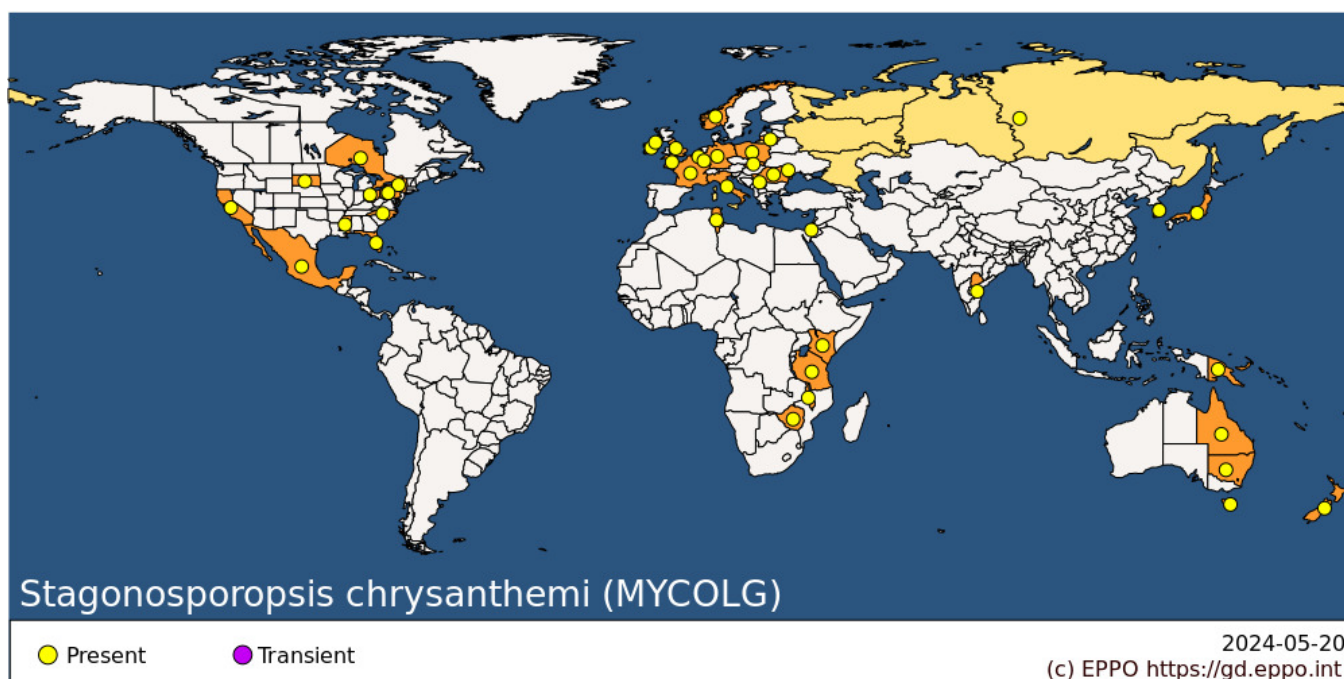 Stagonosporopsis chrysanthemi (MYCOLG)
Present
Transient
2024-05-20
(c) EPPO https://gd.eppo.int